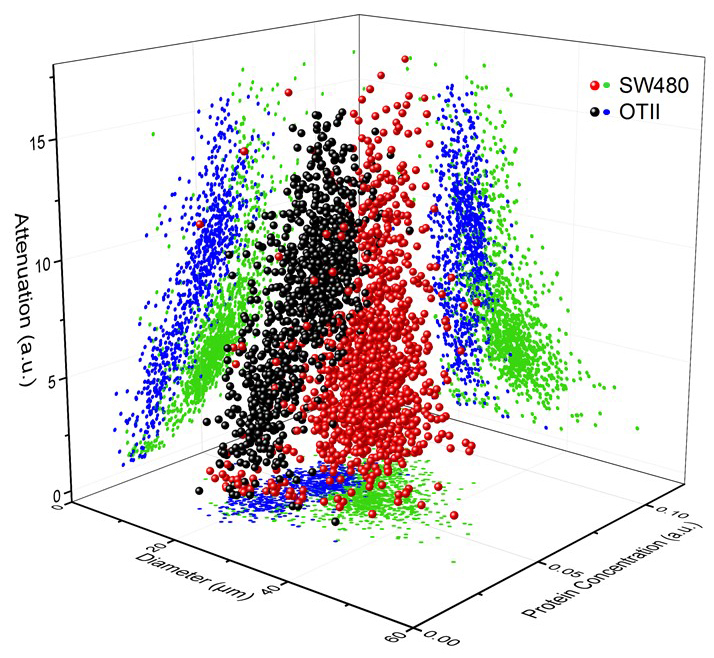 SW480
OTII
15
10
5
0
Attenuation (a.u.)
0
20
40
60
Diameter (μm)
0.00
0.05
0.10
Protein Concentration (a.u.)